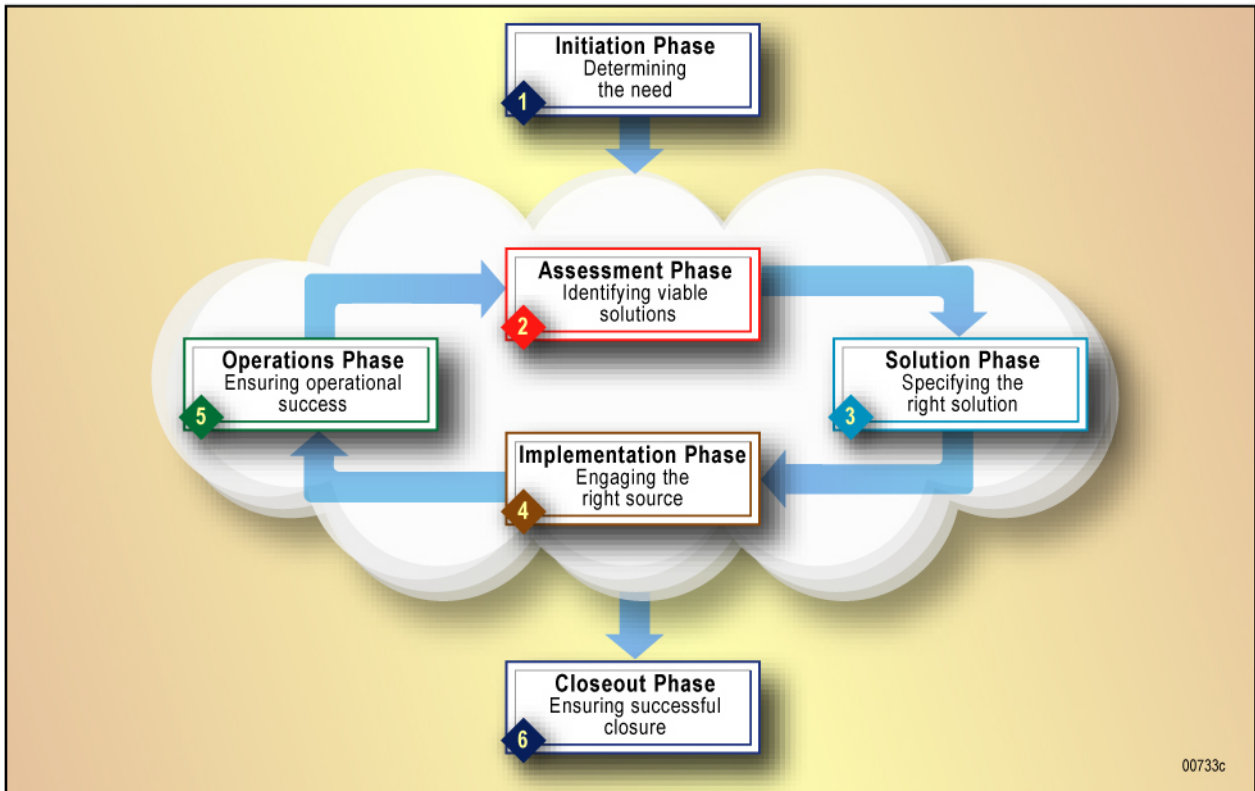 Initiation Phase
Determining
the need
1
Assessment Phase
Identifying viable
solutions
2
Operations Phase
Ensuring operational
success
5
Solution Phase
Specifying the
right solution
3
Implementation Phase
Engaging the
right source
4
Closeout Phase
Ensuring successful
closure
6
00733c